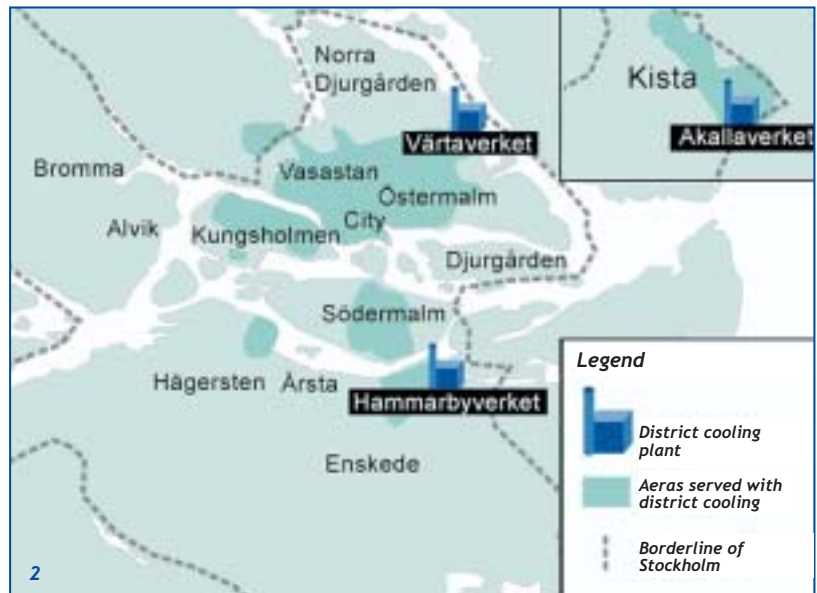 Norra
Djurgården
Kista
Värtaverket
Akallaverket
Bromma
Vasastan
Östermalm
Alvik
City
Kungsholmen
Djurgården
Södermalm
Hägersten
Årsta
Hammarbyverket
Enskede
Legend
District cooling
plant
Aeras served with
district cooling
Borderline of
Stockholm
2